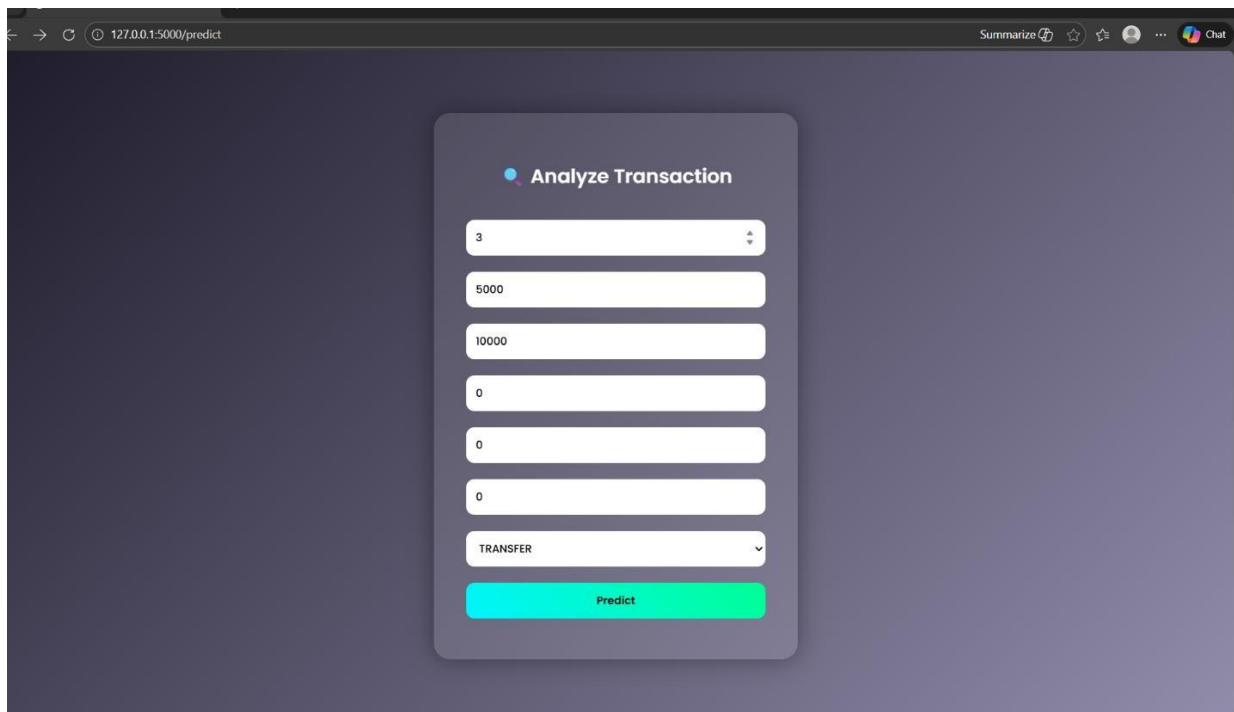 127.0.0.1:5000/predict
Summarize
Chat
Analyze Transaction
3
5000
10000
0
0
0
TRANSFER
Predict